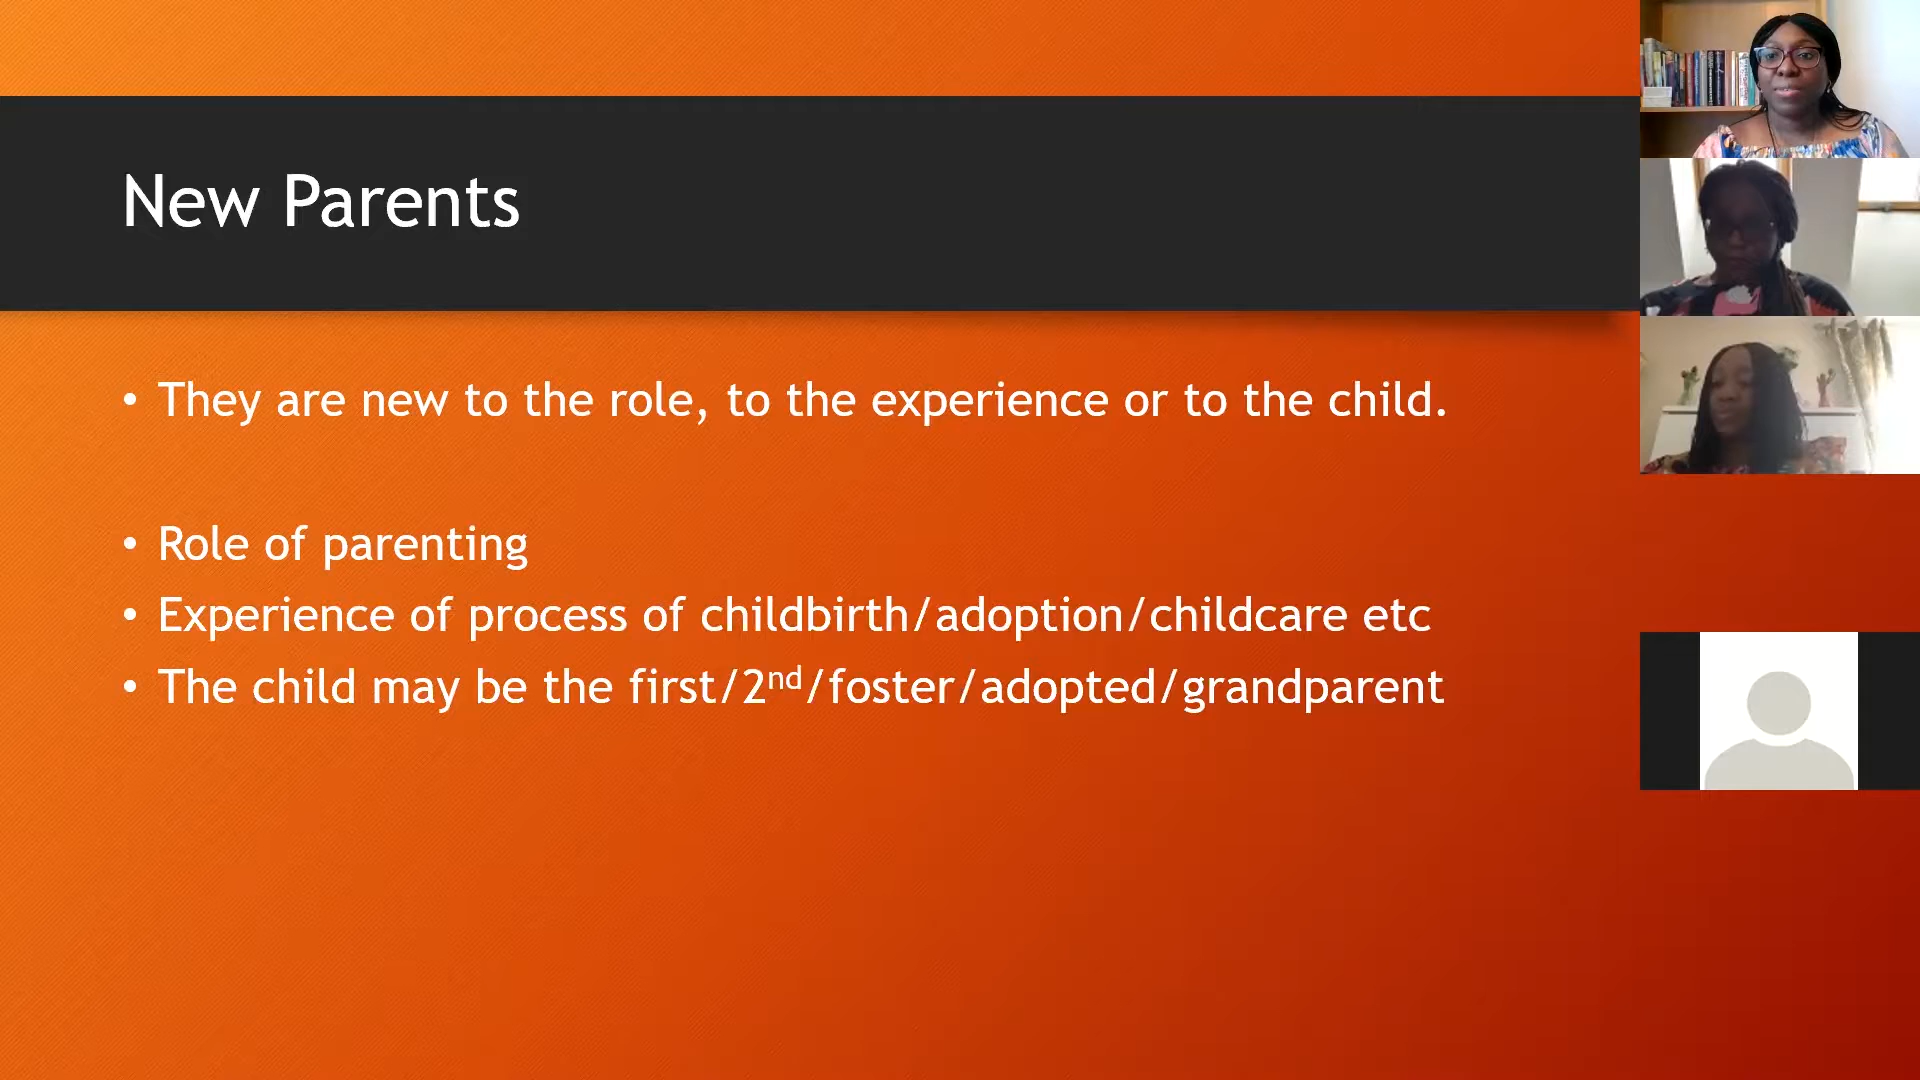 New Parents
• They are new to the role, to the experience or to the child.
• Role of parenting
• Experience of process of childbirth/adoption/childcare etc
• The child may be the first/2nd/foster/adopted/grandparent